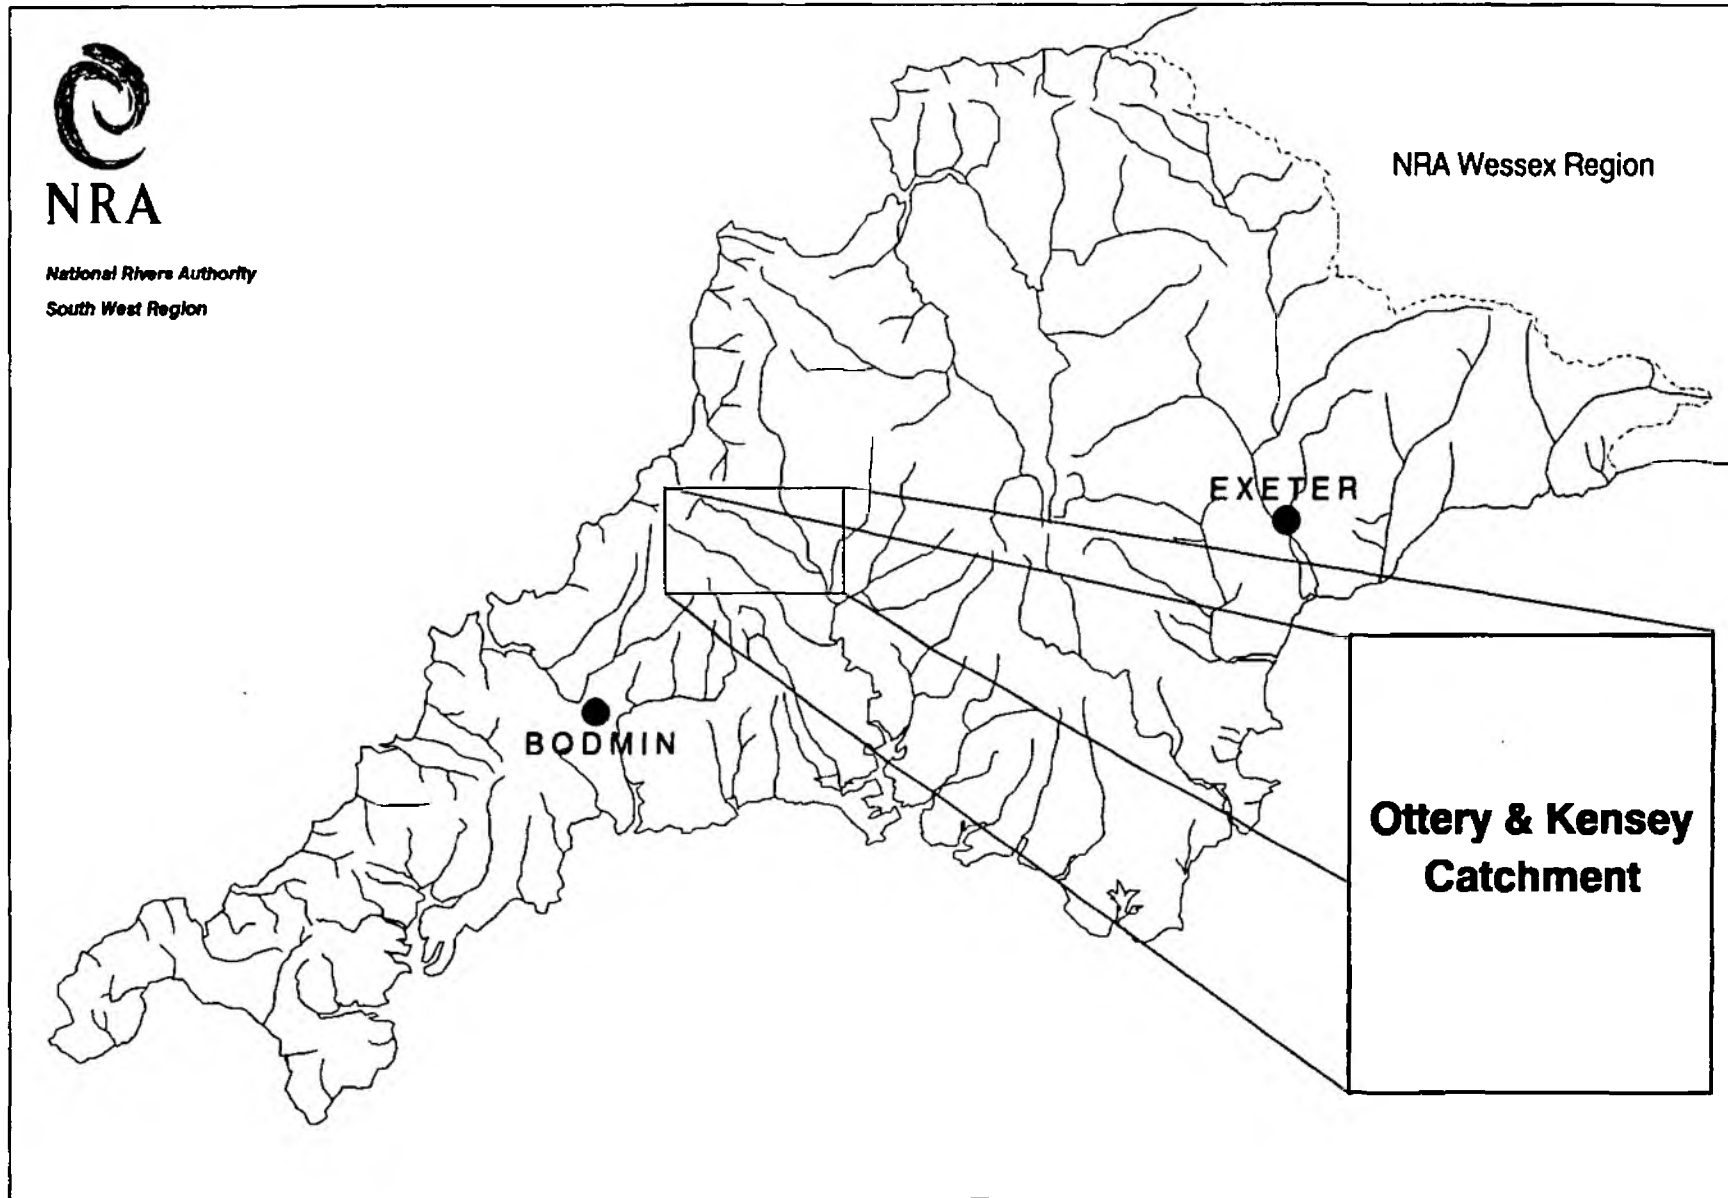 NRA
National Rivers Authority
South West Region
NRA Wessex Region
EXETER
BODMIN
Ottery & Kensey
Catchment